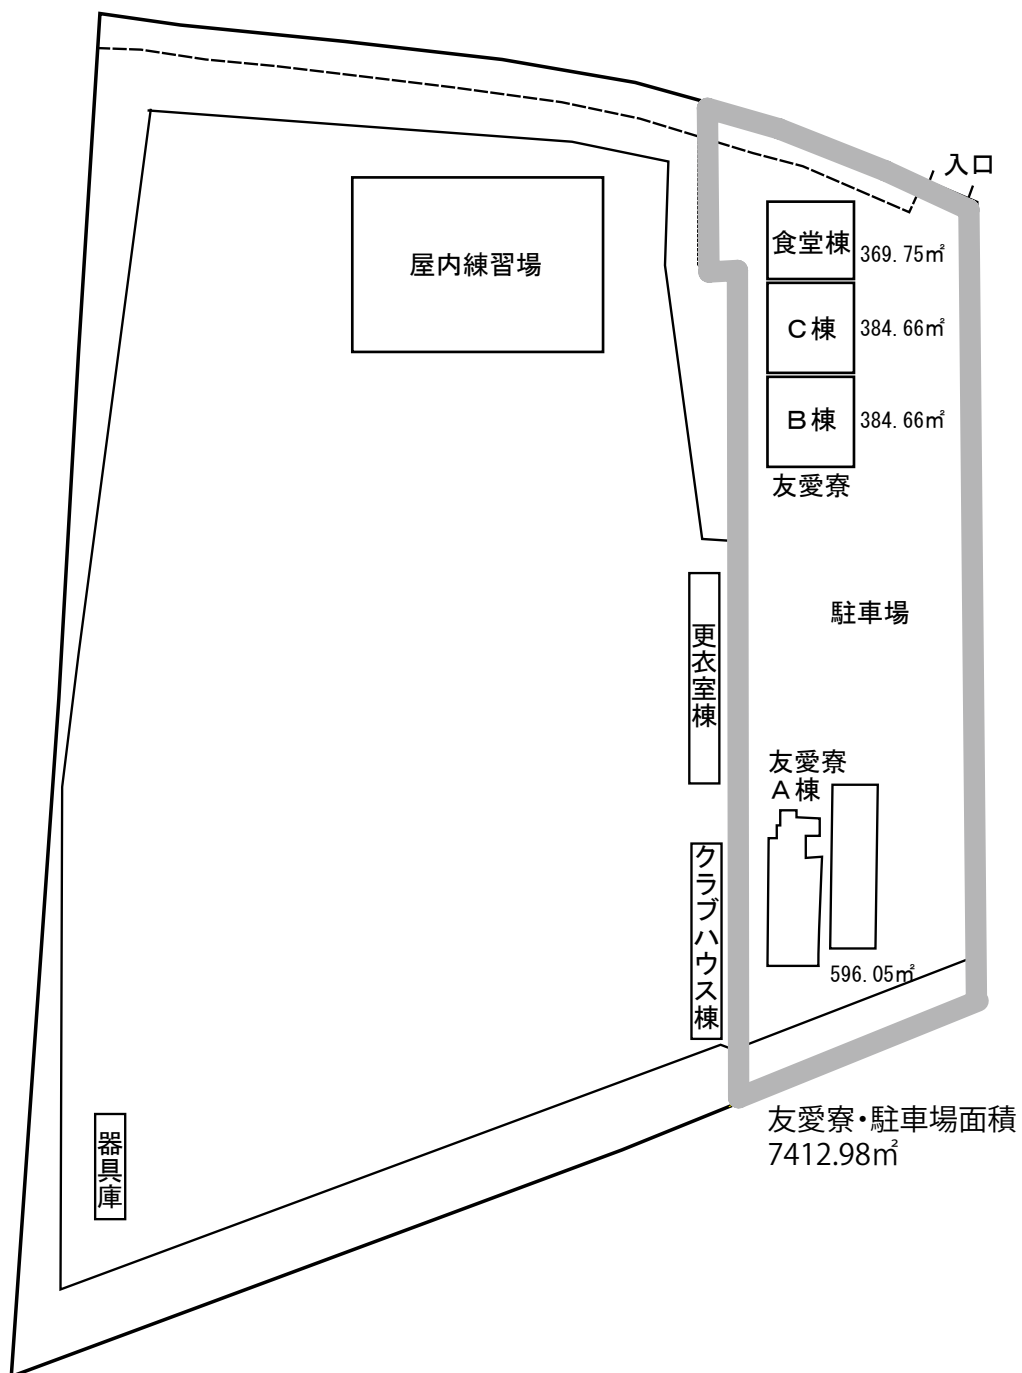 入口
食堂棟
369.75㎡
屋内練習場
C棟
384.66㎡
B棟
384.66㎡
友愛寮
駐車場
更衣室棟
友愛寮
A棟
クラブハウス棟
596.05㎡
器具庫
友愛寮・駐車場面積
7412.98㎡